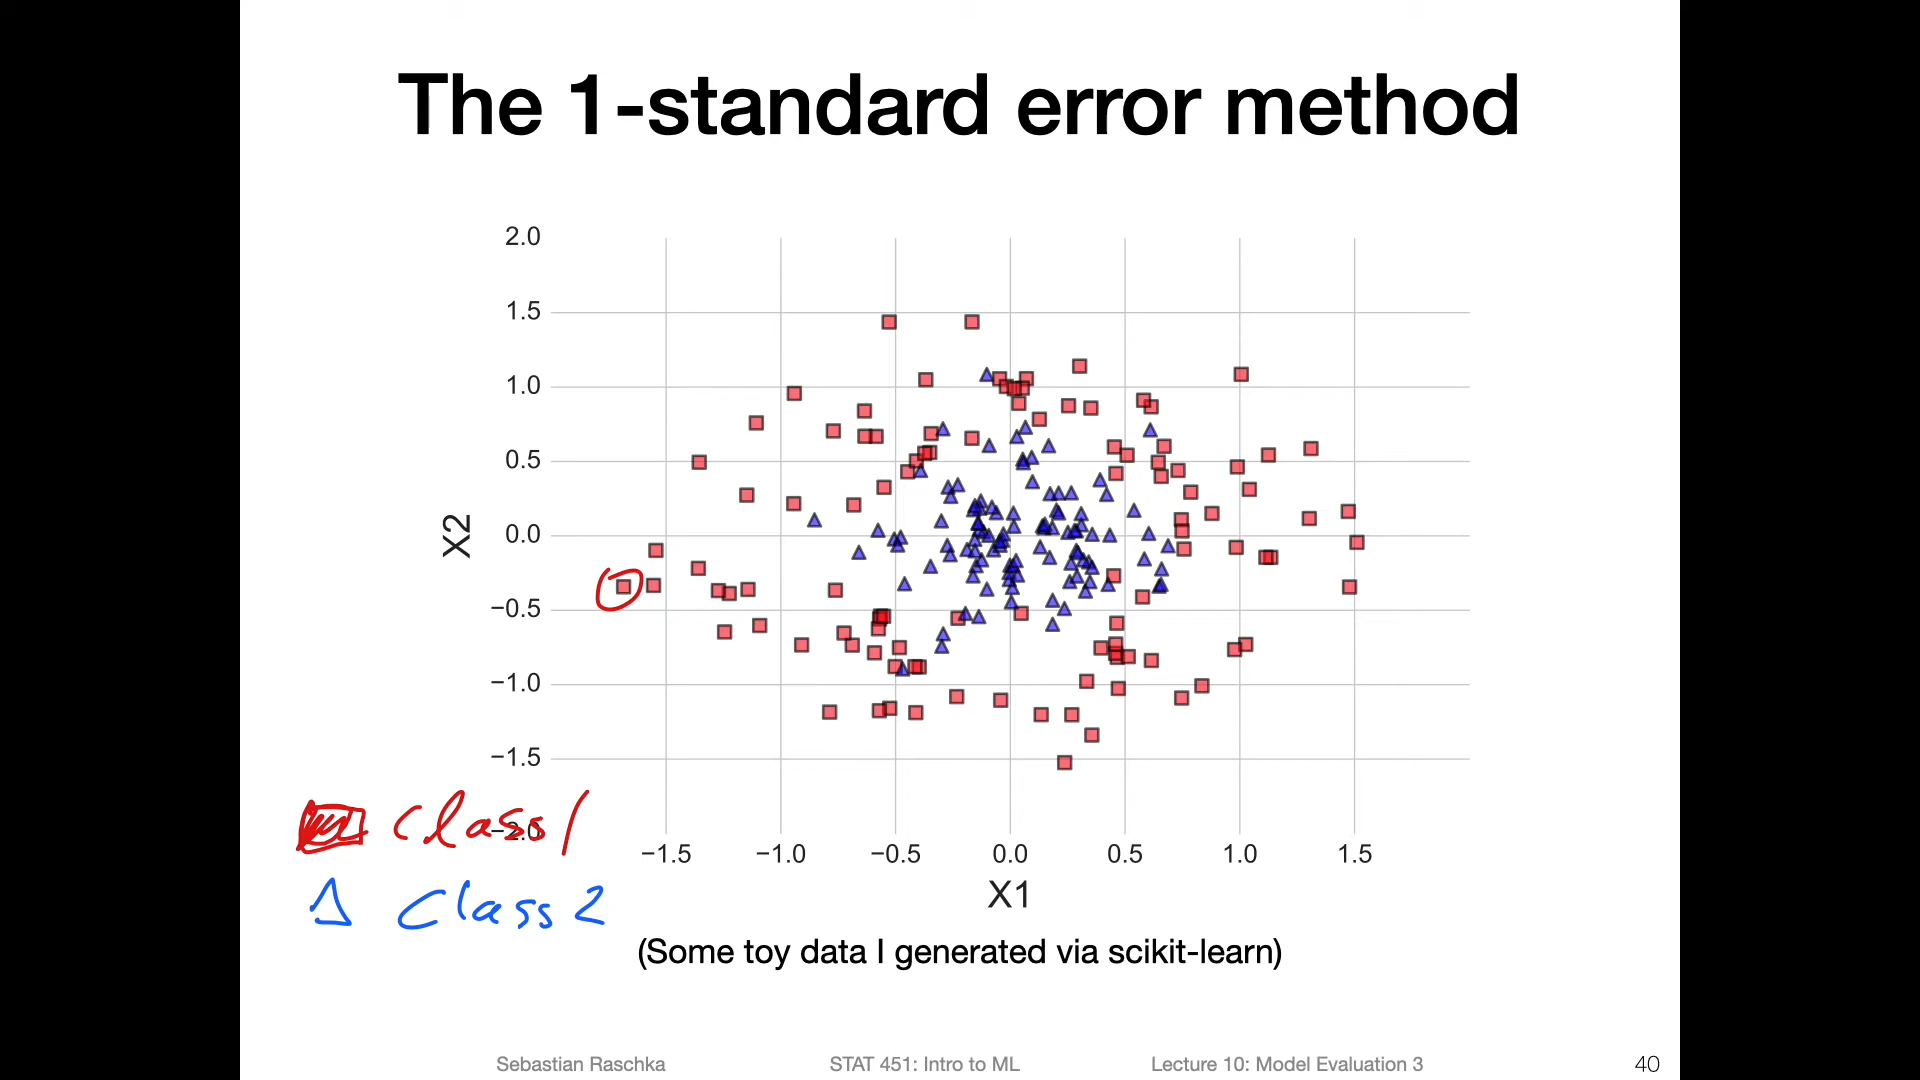 The 1-standard error method
2.0
1.5
1.0
0.5
0.0
−0.5
−1.0
−1.5
−2.0
X2
−1.5 −1.0 −0.5 0.0 0.5 1.0 1.5
X1
class 1
Class 2
(Some toy data I generated via scikit-learn)
Sebastian Raschka STAT 451: Intro to ML Lecture 10: Model Evaluation 3 40